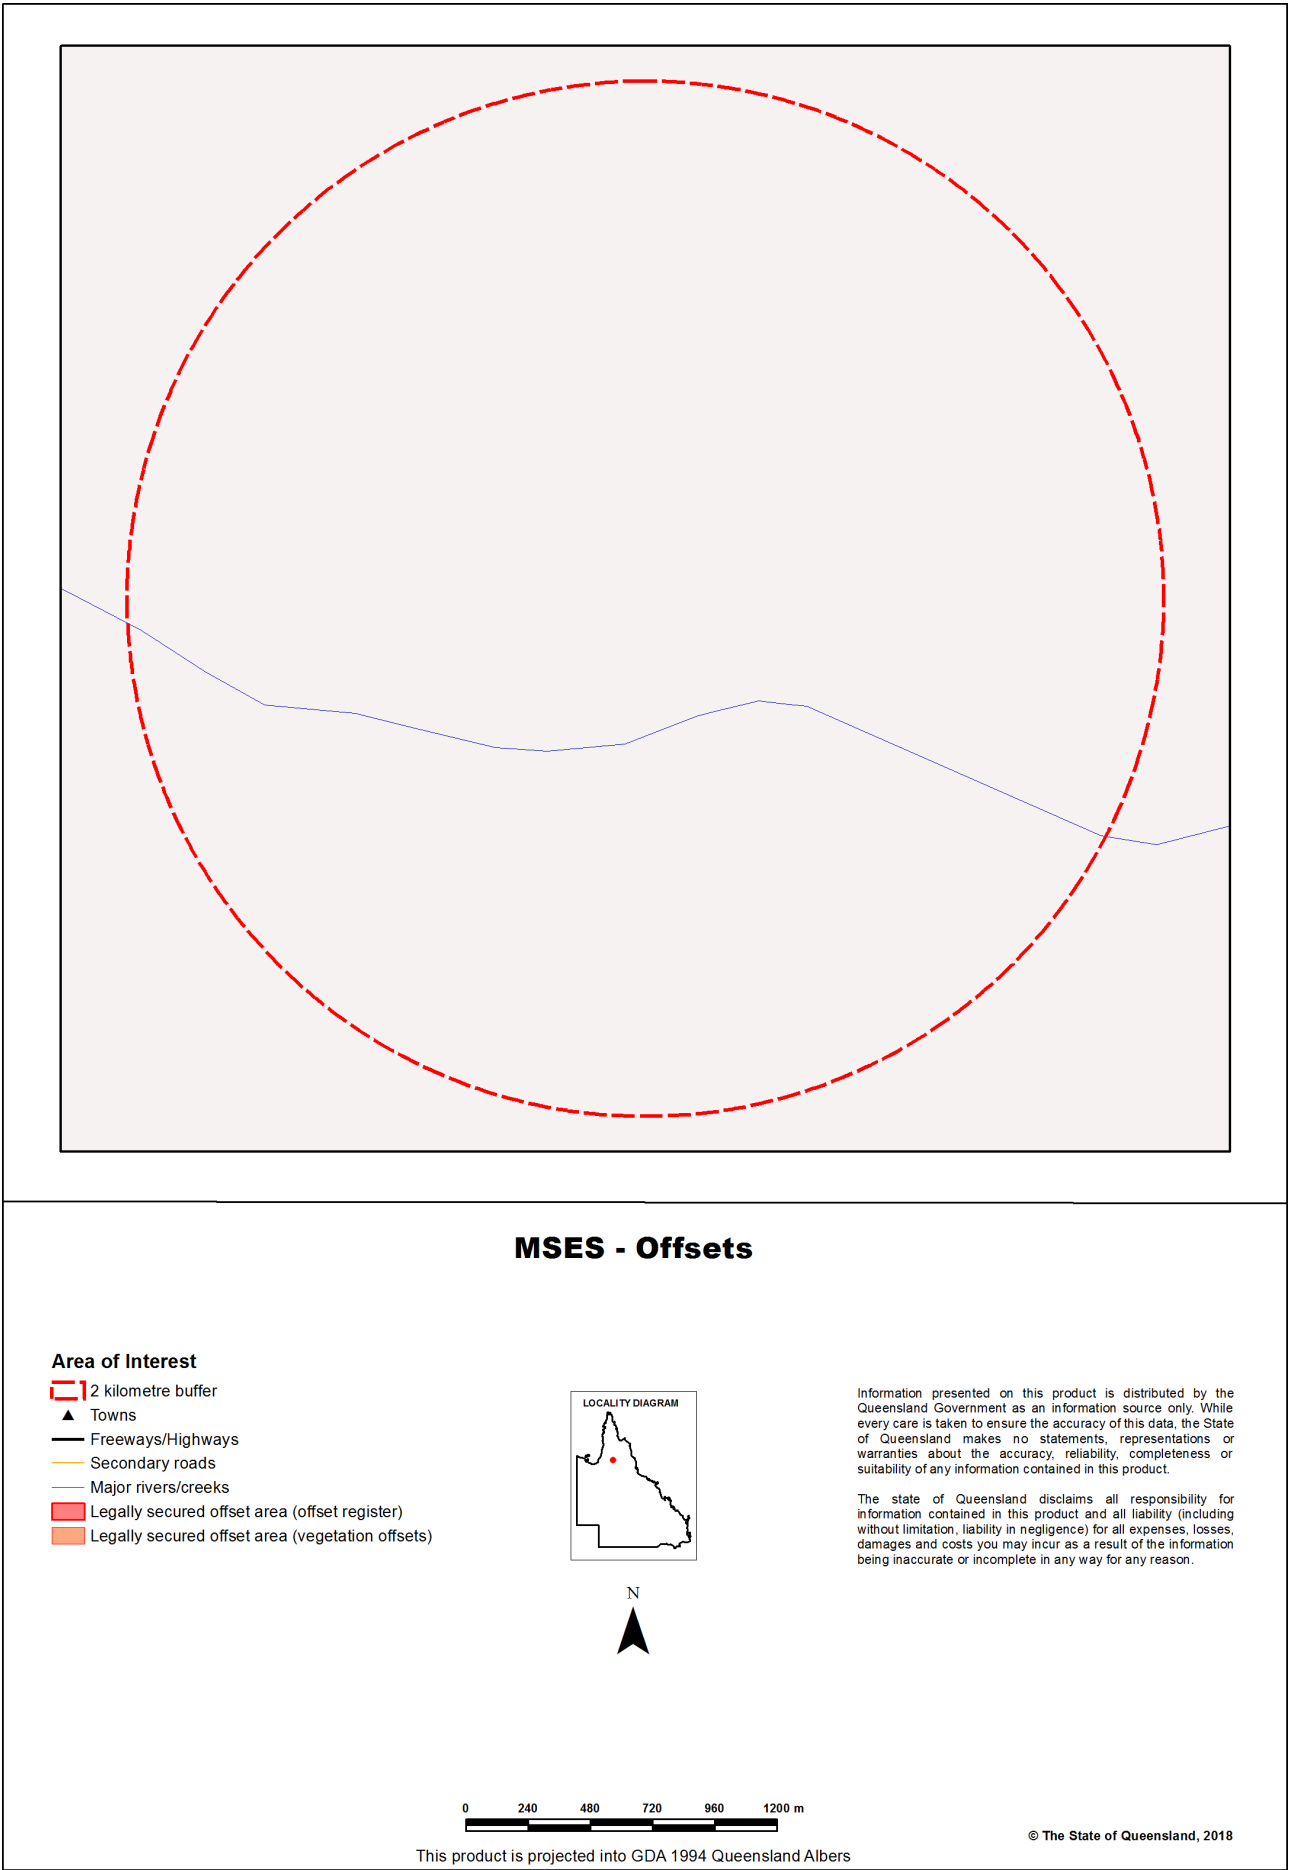 MSES - Offsets
Area of Interest
2 kilometre buffer
Towns
Freeways/Highways
Secondary roads
Major rivers/creeks
Legally secured offset area (offset register)
Legally secured offset area (vegetation offsets)
LOCALITY DIAGRAM
N
Information presented on this product is distributed by the
Queensland Government as an information source only. While
every care is taken to ensure the accuracy of this data, the State
of Queensland makes no statements, representations or
warranties about the accuracy, reliability, completeness or
suitability of any information contained in this product.
The state of Queensland disclaims all responsibility for
information contained in this product and all liability (including
without limitation, liability in negligence) for all expenses, losses,
damages and costs you may incur as a result of the information
being inaccurate or incomplete in any way for any reason.
0 240 480 720 960 1200 m
This product is projected into GDA 1994 Queensland Albers
© The State of Queensland, 2018